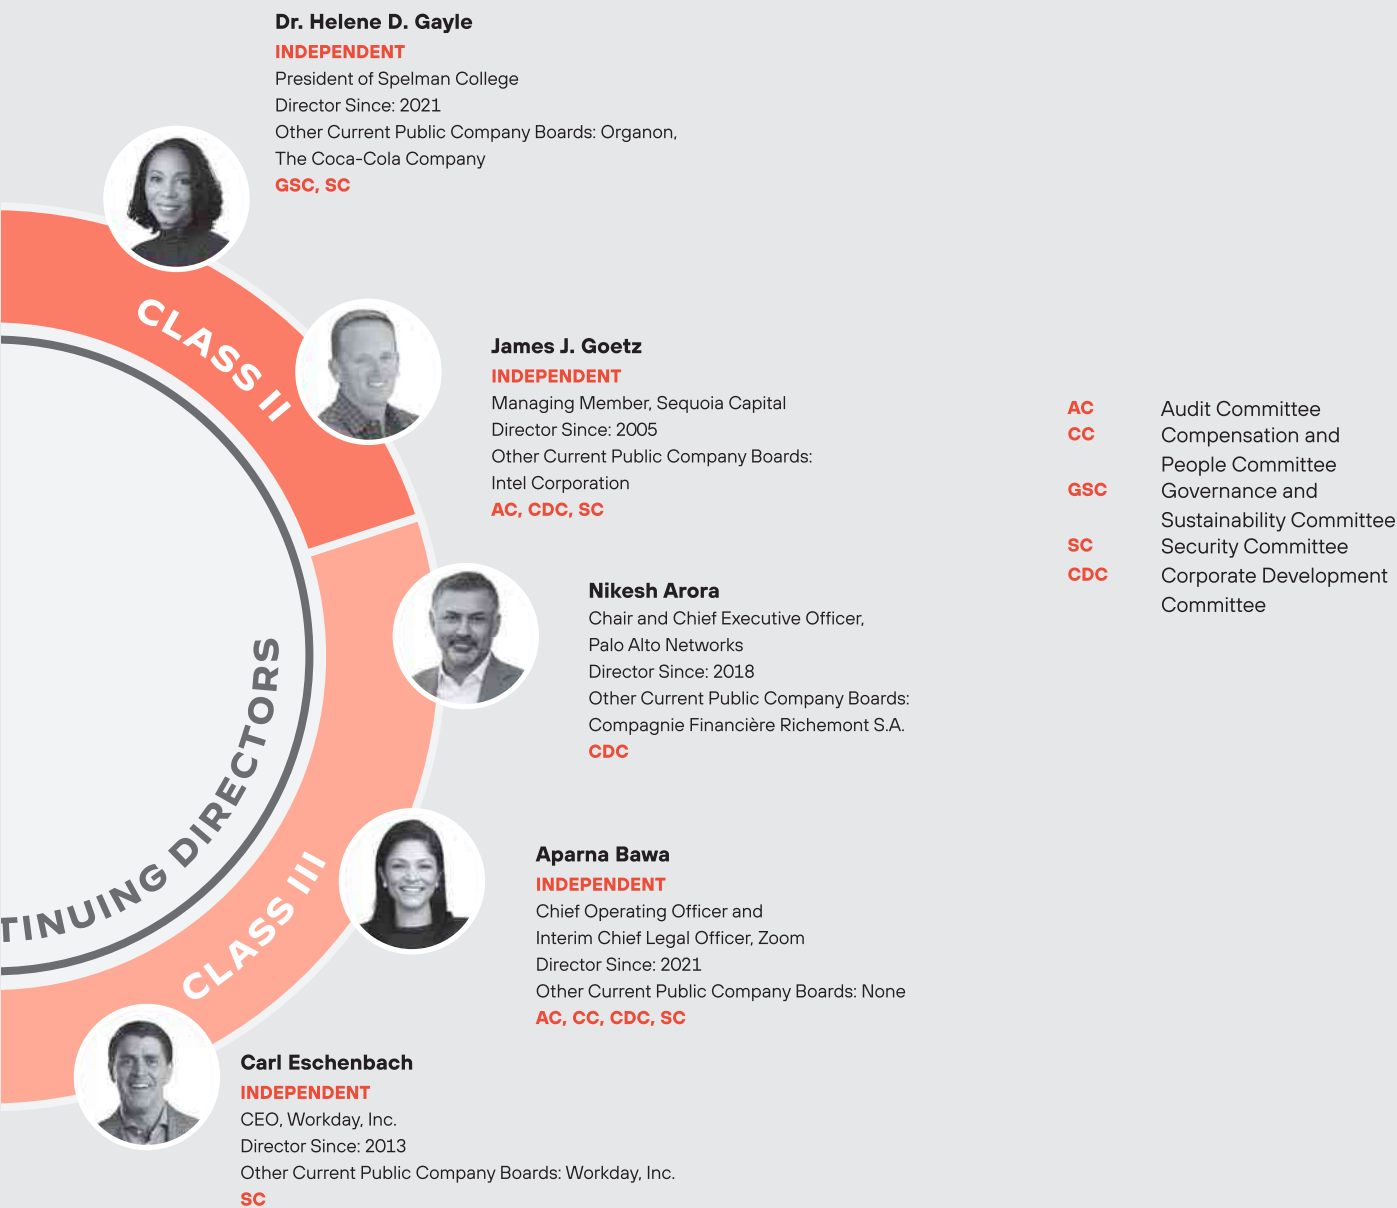 Dr. Helene D. Gayle
INDEPENDENT
President of Spelman College
Director Since: 2021
Other Current Public Company Boards: Organon,
The Coca-Cola Company
GSC, SC
CLASS II
James J. Goetz
INDEPENDENT
Managing Member, Sequoia Capital
Director Since: 2005
Other Current Public Company Boards:
Intel Corporation
AC, CDC, SC
AC Audit Committee
CC Compensation and
People Committee
GSC Governance and
Sustainability Committee
SC Security Committee
CDC Corporate Development
Committee
Nikesh Arora
Chair and Chief Executive Officer,
Palo Alto Networks
Director Since: 2018
Other Current Public Company Boards:
Compagnie Financière Richemont S.A.
CDC
TINUING DIRECTORS
CLASS III
Aparna Bawa
INDEPENDENT
Chief Operating Officer and
Interim Chief Legal Officer, Zoom
Director Since: 2021
Other Current Public Company Boards: None
AC, CC, CDC, SC
Carl Eschenbach
INDEPENDENT
CEO, Workday, Inc.
Director Since: 2013
Other Current Public Company Boards: Workday, Inc.
SC